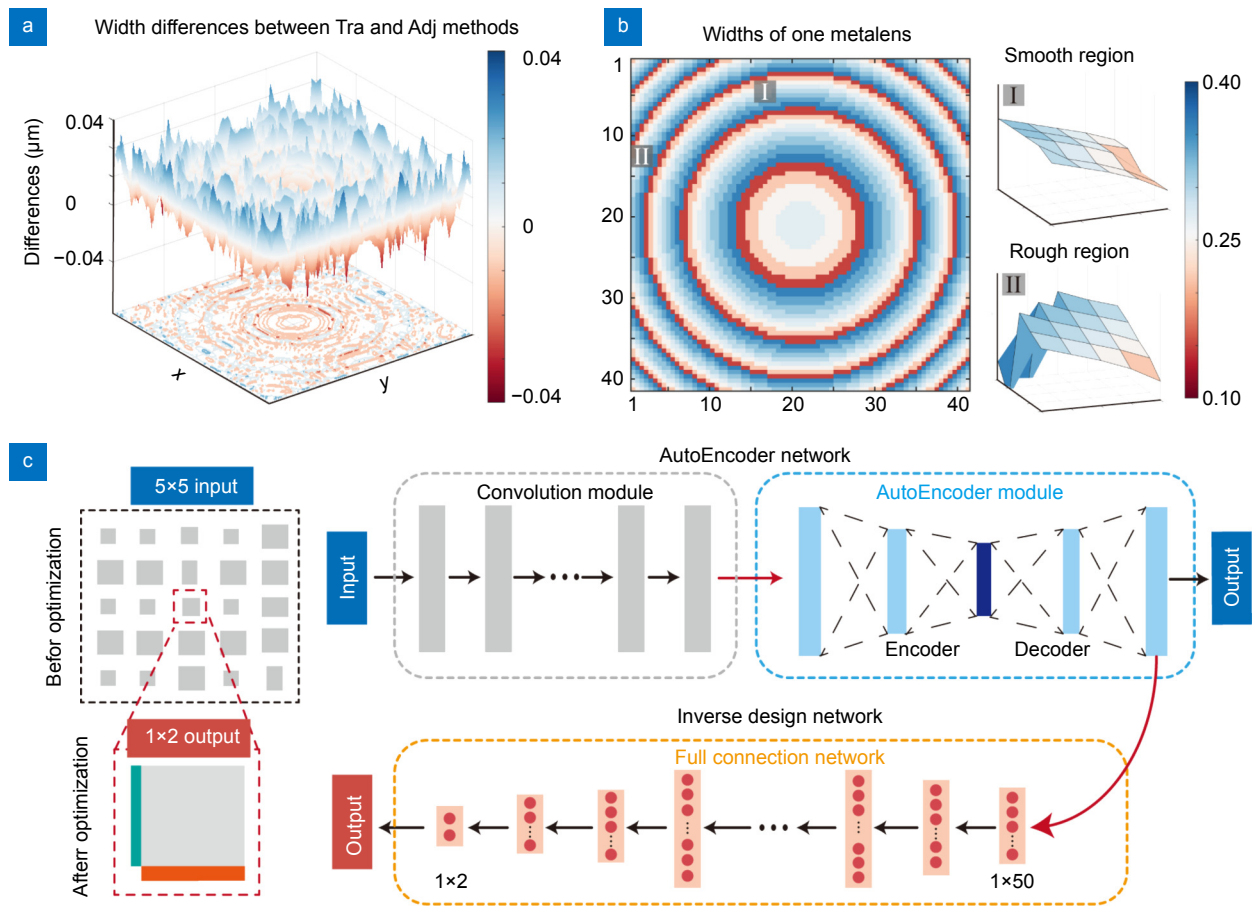 a
Width differences between Tra and Adj methods
Differences (μm)
0.04
0
−0.04
x
y
0.04
0
−0.04
b
Widths of one metalens
1
10
20
30
40
1
10
20
30
40
I
II
Smooth region
I
Rough region
II
0.40
0.25
0.10
c
AutoEncoder network
5×5 input
Befor optimization
1×2 output
Afterr optimization
Input
Convolution module
AutoEncoder module
Encoder
Decoder
Output
Inverse design network
Full connection network
Output
1×2
1×50